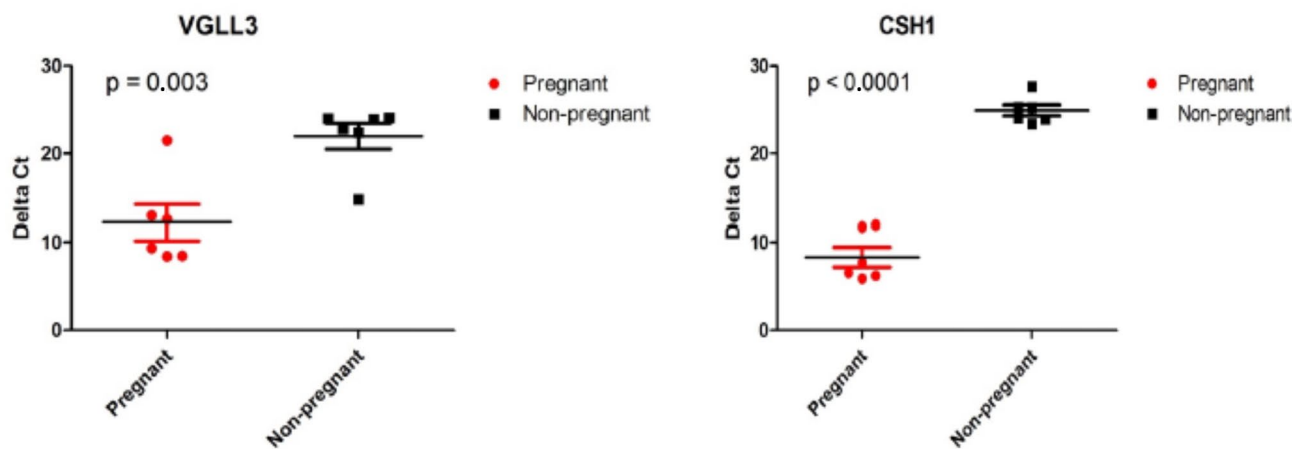 VGLL3
p = 0.003
Pregnant
Non-pregnant
Delta Ct
30
20
10
0
Pregnant
Non-pregnant
CSH1
p < 0.0001
Pregnant
Non-pregnant
Delta Ct
30
20
10
0
Pregnant
Non-pregnant